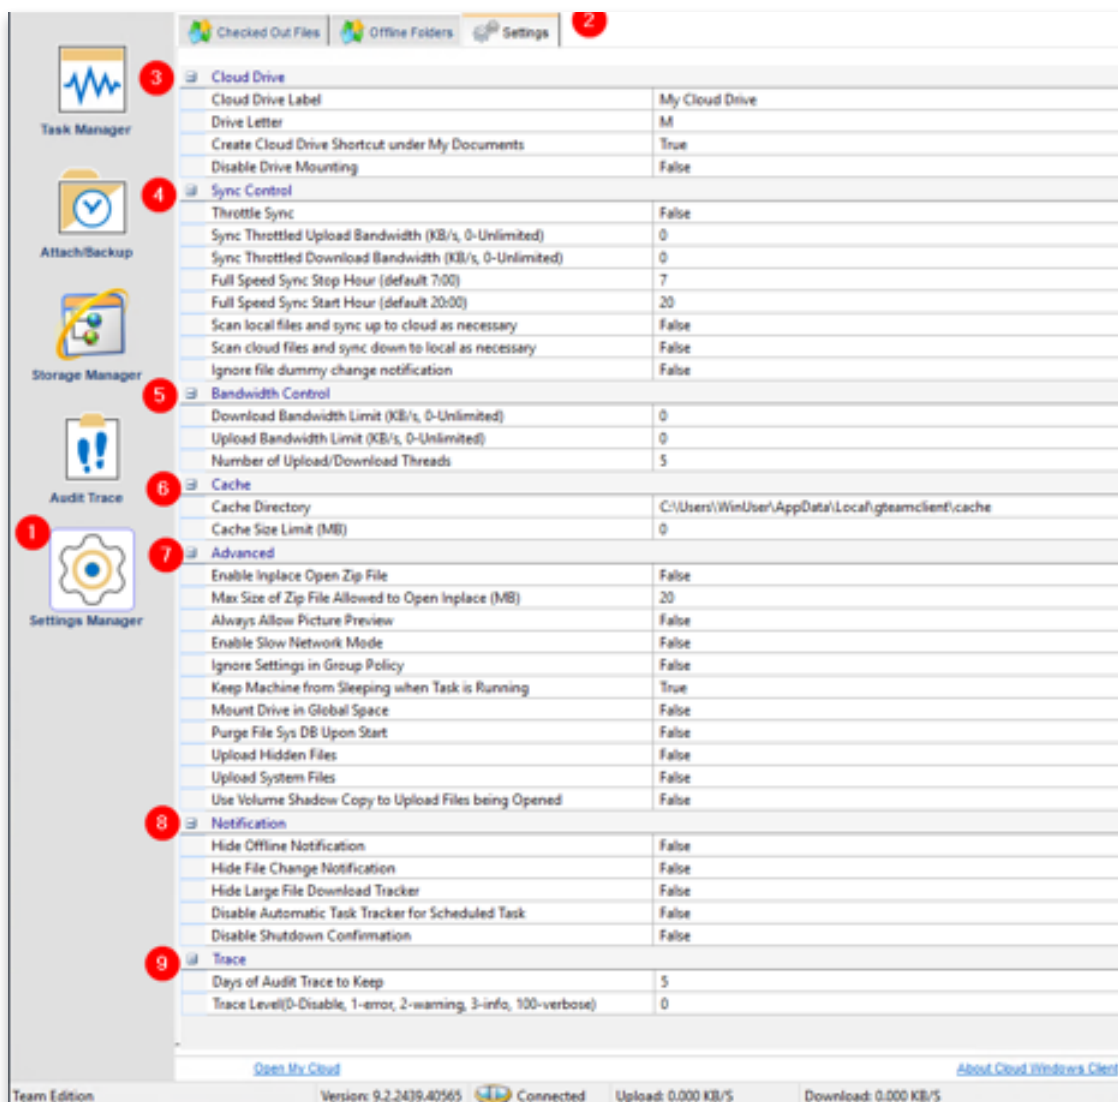 2
Checked Out Files Offline Folders Settings
3
Cloud Drive
Cloud Drive Label My Cloud Drive
Drive Letter M
Create Cloud Drive Shortcut under My Documents True
Disable Drive Mounting False
4
Sync Control
Throttle Sync False
Sync Throttled Upload Bandwidth (KB/s, 0-Unlimited) 0
Sync Throttled Download Bandwidth (KB/s, 0-Unlimited) 0
Full Speed Sync Stop Hour (default 7:00) 7
Full Speed Sync Start Hour (default 20:00) 20
Scan local files and sync up to cloud as necessary False
Scan cloud files and sync down to local as necessary False
Ignore file dummy change notification False
5
Bandwidth Control
Download Bandwidth Limit (KB/s, 0-Unlimited) 0
Upload Bandwidth Limit (KB/s, 0-Unlimited) 0
Number of Upload/Download Threads 5
6
Cache
Cache Directory C:\Users\WinUser\AppData\Local\gteamclient\cache
Cache Size Limit (MB) 0
7
Advanced
Enable Inplace Open Zip File False
Max Size of Zip File Allowed to Open Inplace (MB) 20
Always Allow Picture Preview False
Enable Slow Network Mode False
Ignore Settings in Group Policy False
Keep Machine from Sleeping when Task is Running True
Mount Drive in Global Space False
Purge File Sys DB Upon Start False
Upload Hidden Files False
Upload System Files False
Use Volume Shadow Copy to Upload Files being Opened False
8
Notification
Hide Offline Notification False
Hide File Change Notification False
Hide Large File Download Tracker False
Disable Automatic Task Tracker for Scheduled Task False
Disable Shutdown Confirmation False
9
Trace
Days of Audit Trace to Keep 5
Trace Level(0-Disable, 1-error, 2-warning, 3-info, 100-verbose) 0
Task Manager
Attach/Backup
Storage Manager
Audit Trace
1
Settings Manager
Open My Cloud About Cloud Windows Client
Team Edition Version: 9.2.2439.40565 Connected Upload: 0.000 KB/S Download: 0.000 KB/S